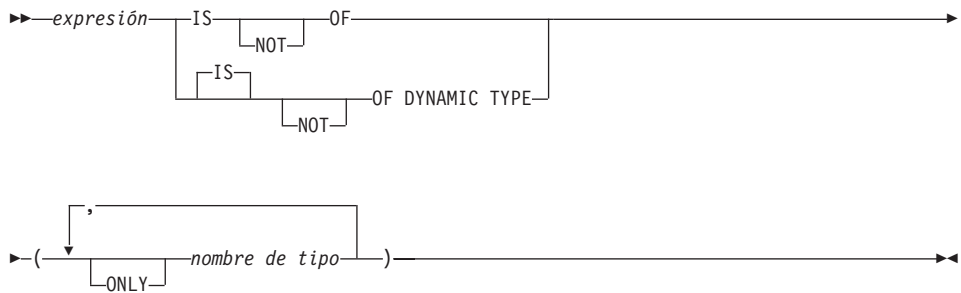 expresión IS OF
NOT
IS
OF DYNAMIC TYPE
NOT
,
( nombre de tipo )
ONLY